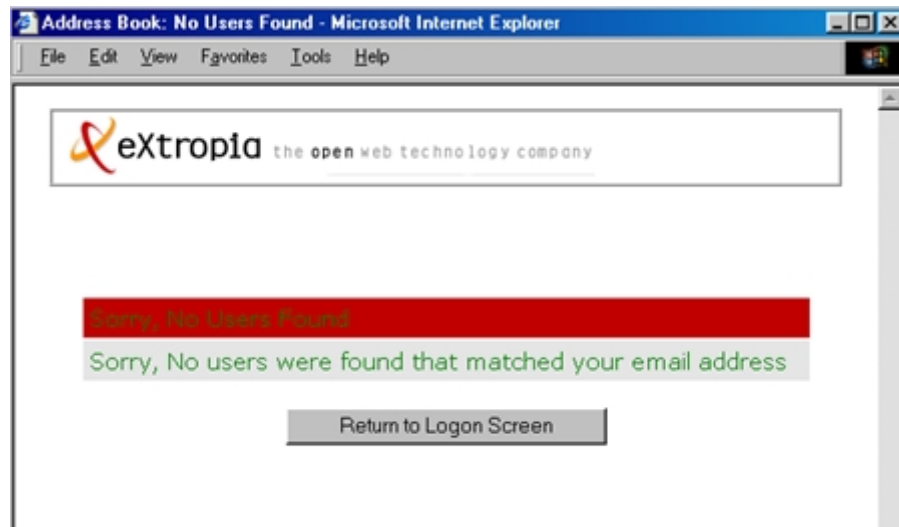 Address Book: No Users Found - Microsoft Internet Explorer
File Edit View Favorites Tools Help
eXtropia the open web technology company
Sorry, No Users Found
Sorry, No users were found that matched your email address
Return to Logon Screen